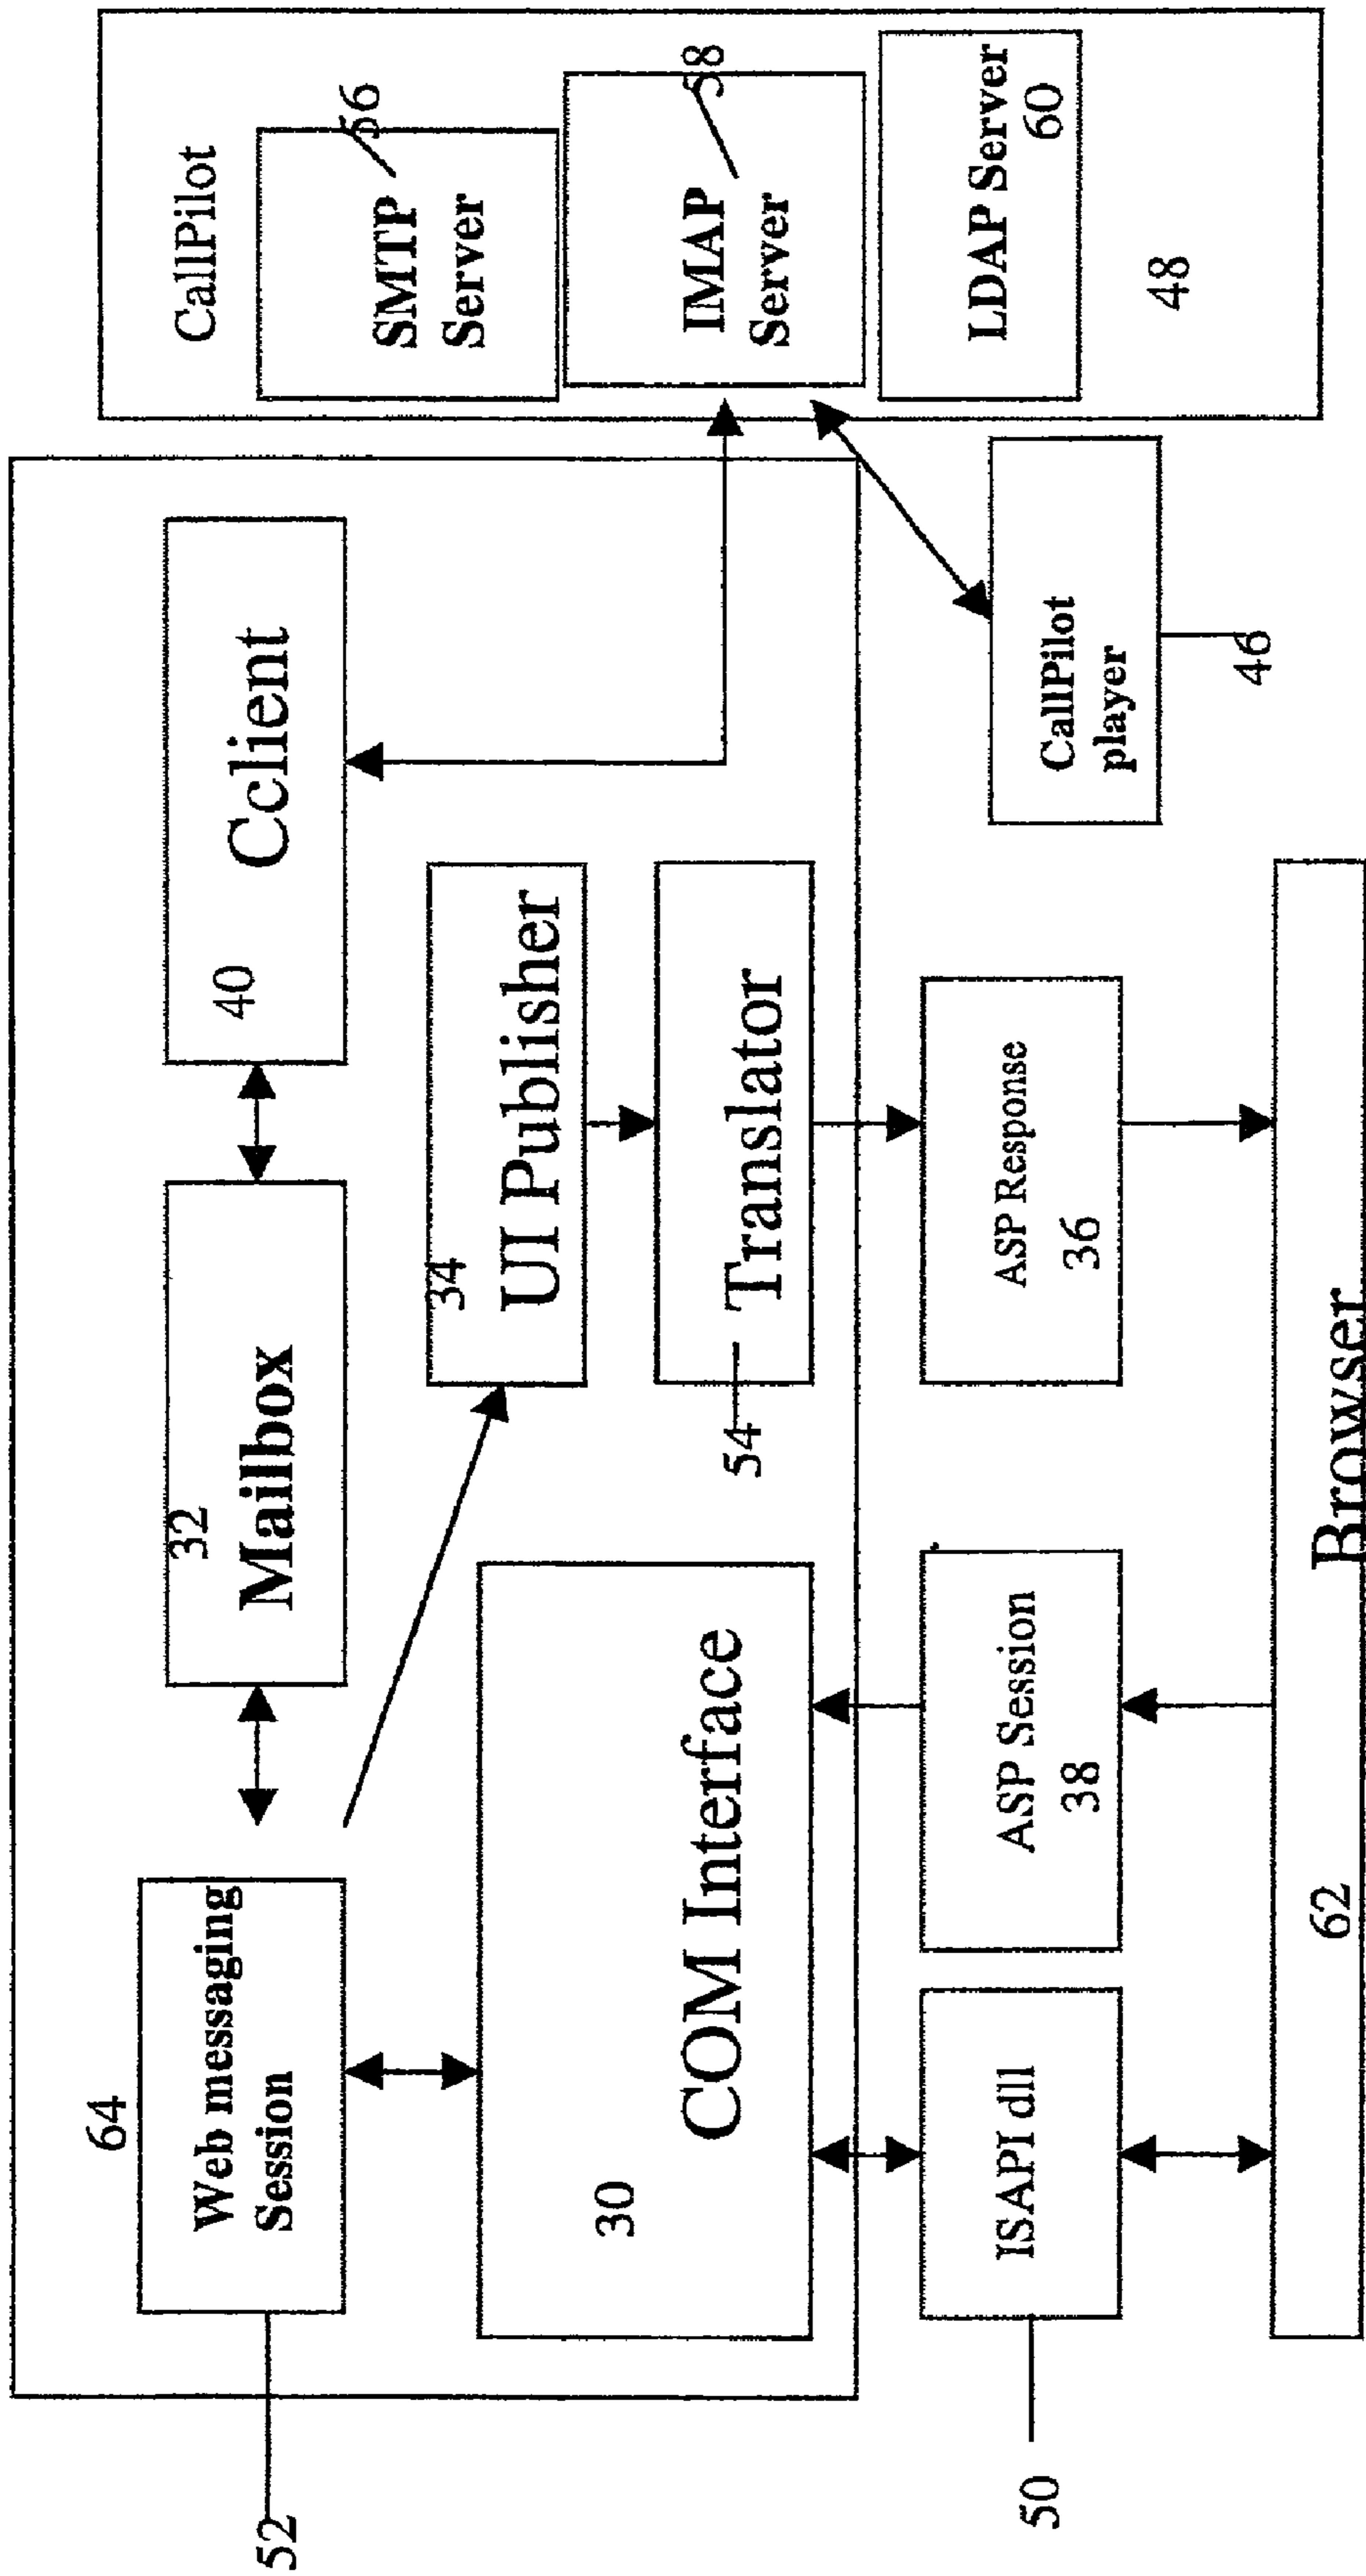 64
52
Web messaging
Session
32
Mailbox
40
Cclient
CallPilot
56
SMTP
Server
58
IMAP
Server
LDAP Server
60
48
30
COM Interface
34
UI Publisher
54
Translator
CallPilot
player
46
50
ISAPI dll
ASP Session
38
ASP Response
36
62
Browser